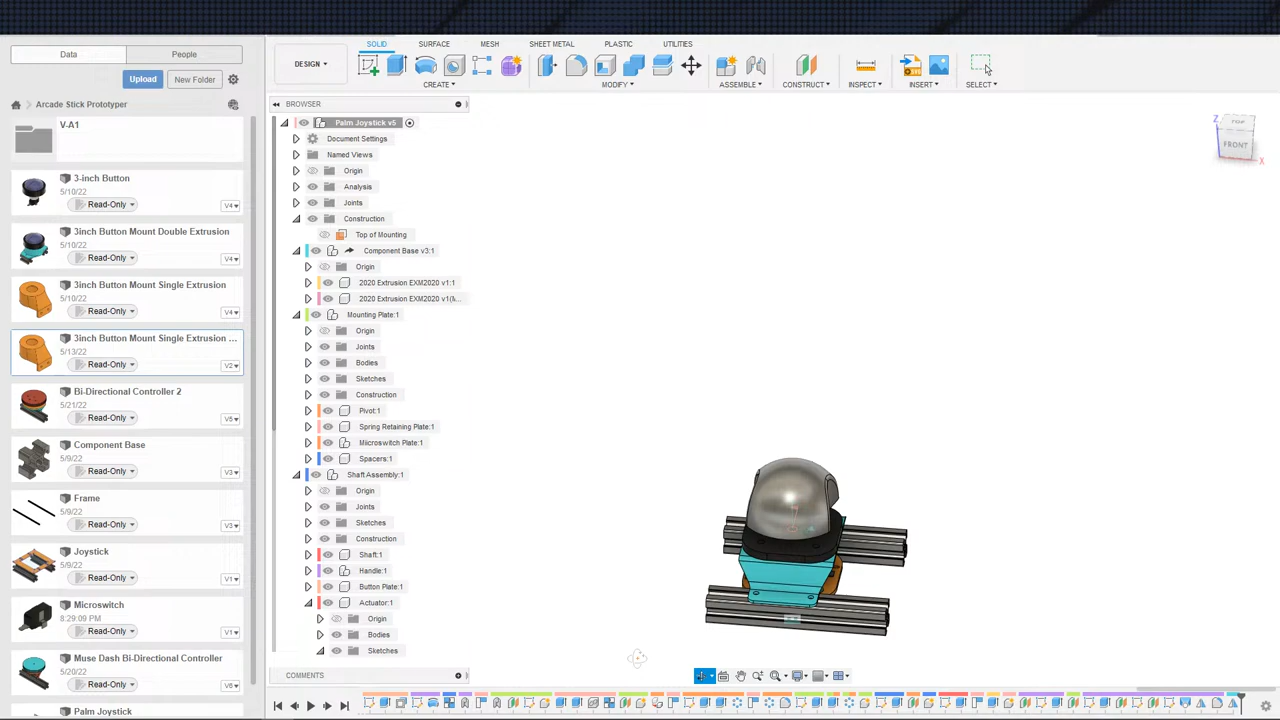 Data
People
Upload
New Folder
Arcade Stick Prototyper
V-A1
3-inch Button
5/10/22
Read-Only
V4
3inch Button Mount Double Extrusion
5/10/22
Read-Only
V4
3inch Button Mount Single Extrusion
5/10/22
Read-Only
V4
3inch Button Mount Single Extrusion ...
5/13/22
Read-Only
V2
Bi-Directional Controller 2
5/21/22
Read-Only
V5
Component Base
5/9/22
Read-Only
V3
Frame
5/9/22
Read-Only
V3
Joystick
5/9/22
Read-Only
V1
Microswitch
8:29:09 PM
Read-Only
V1
Muse Dash Bi-Directional Controller
5/20/22
Read-Only
Palm Joystick
DESIGN
SOLID
SURFACE
MESH
SHEET METAL
PLASTIC
UTILITIES
CREATE
MODIFY
ASSEMBLE
CONSTRUCT
INSPECT
INSERT
SELECT
BROWSER
Palm Joystick v5
Document Settings
Named Views
Origin
Analysis
Joints
Construction
Top of Mounting
Component Base v3:1
Origin
2020 Extrusion EXM2020 v1:1
2020 Extrusion EXM2020 v1(M...
Mounting Plate:1
Origin
Joints
Bodies
Sketches
Construction
Pivot:1
Spring Retaining Plate:1
Miicroswitch Plate:1
Spacers:1
Shaft Assembly:1
Origin
Joints
Sketches
Construction
Shaft:1
Handle:1
Button Plate:1
Actuator:1
Origin
Bodies
Sketches
COMMENTS
Z
TOP
FRONT
X